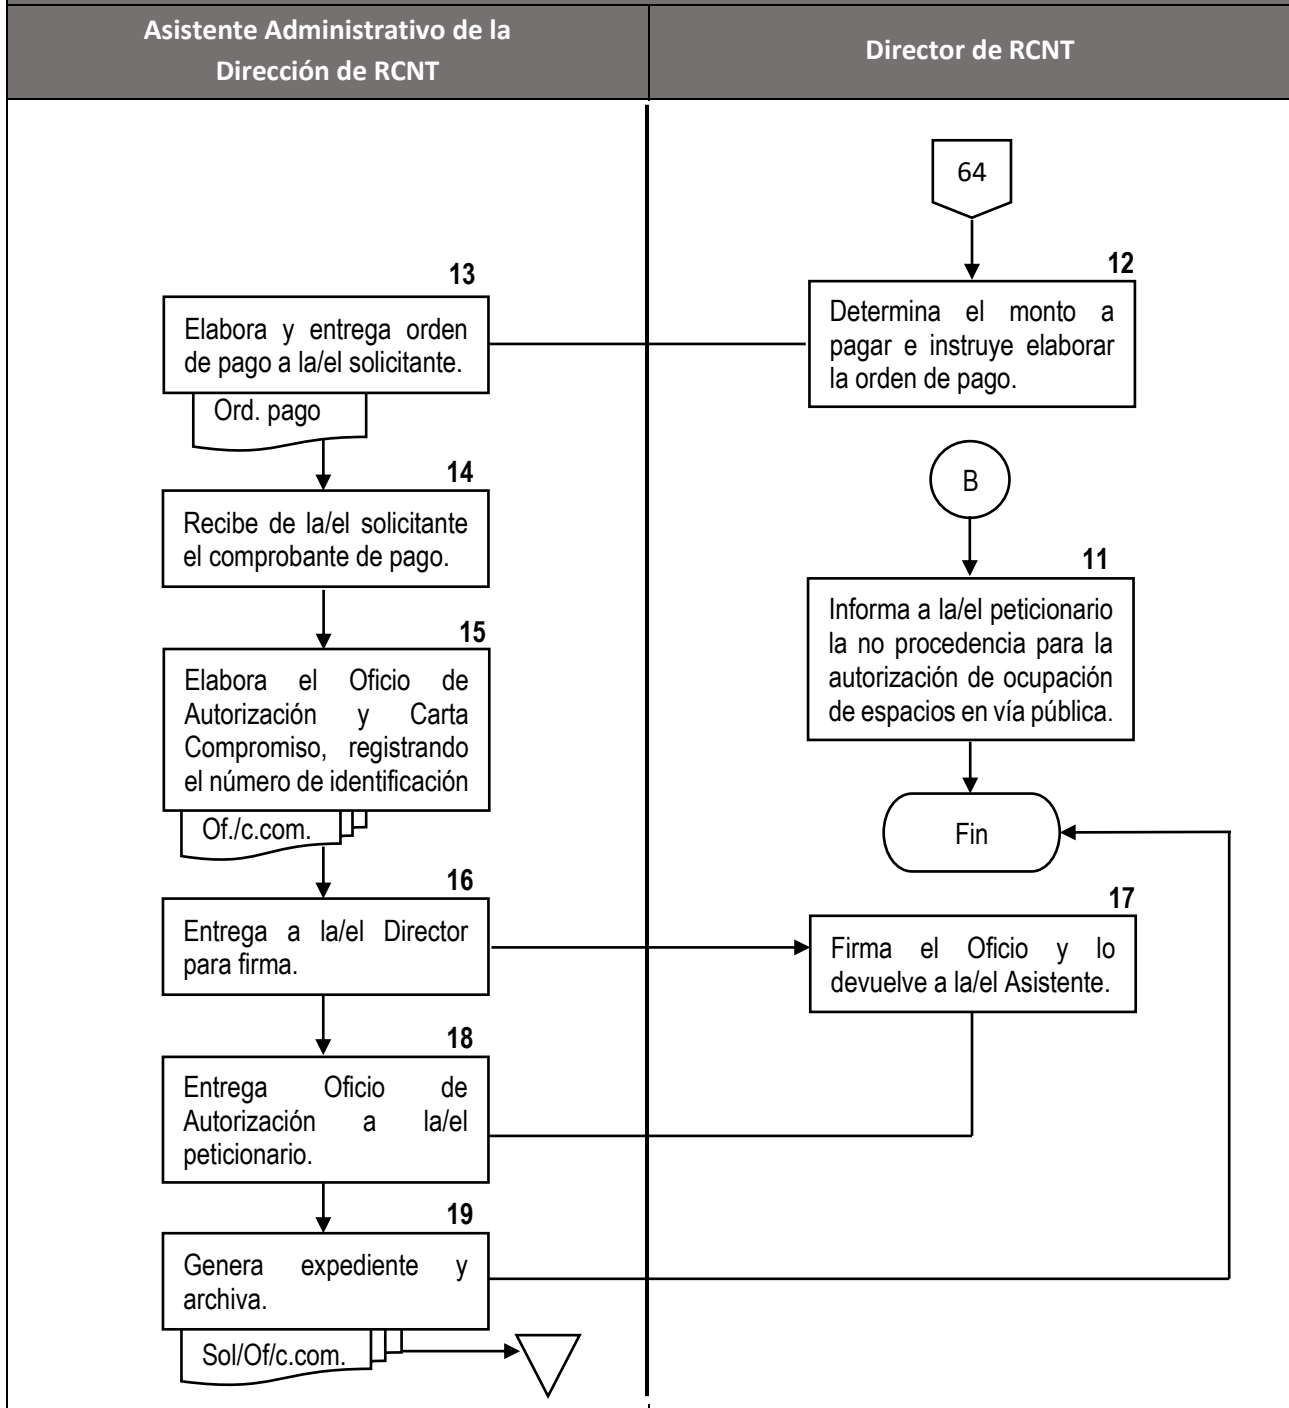 Asistente Administrativo de la
Dirección de RCNT
Director de RCNT
64
12
Determina el monto a
pagar e instruye elaborar
la orden de pago.
13
Elabora y entrega orden
de pago a la/el solicitante.
Ord. pago
14
Recibe de la/el solicitante
el comprobante de pago.
B
11
Informa a la/el peticionario
la no procedencia para la
autorización de ocupación
de espacios en vía pública.
Fin
15
Elabora el Oficio de
Autorización y Carta
Compromiso, registrando
el número de identificación
Of./c.com.
16
Entrega a la/el Director
para firma.
17
Firma el Oficio y lo
devuelve a la/el Asistente.
18
Entrega Oficio de
Autorización a la/el
peticionario.
19
Genera expediente y
archiva.
Sol/Of/c.com.